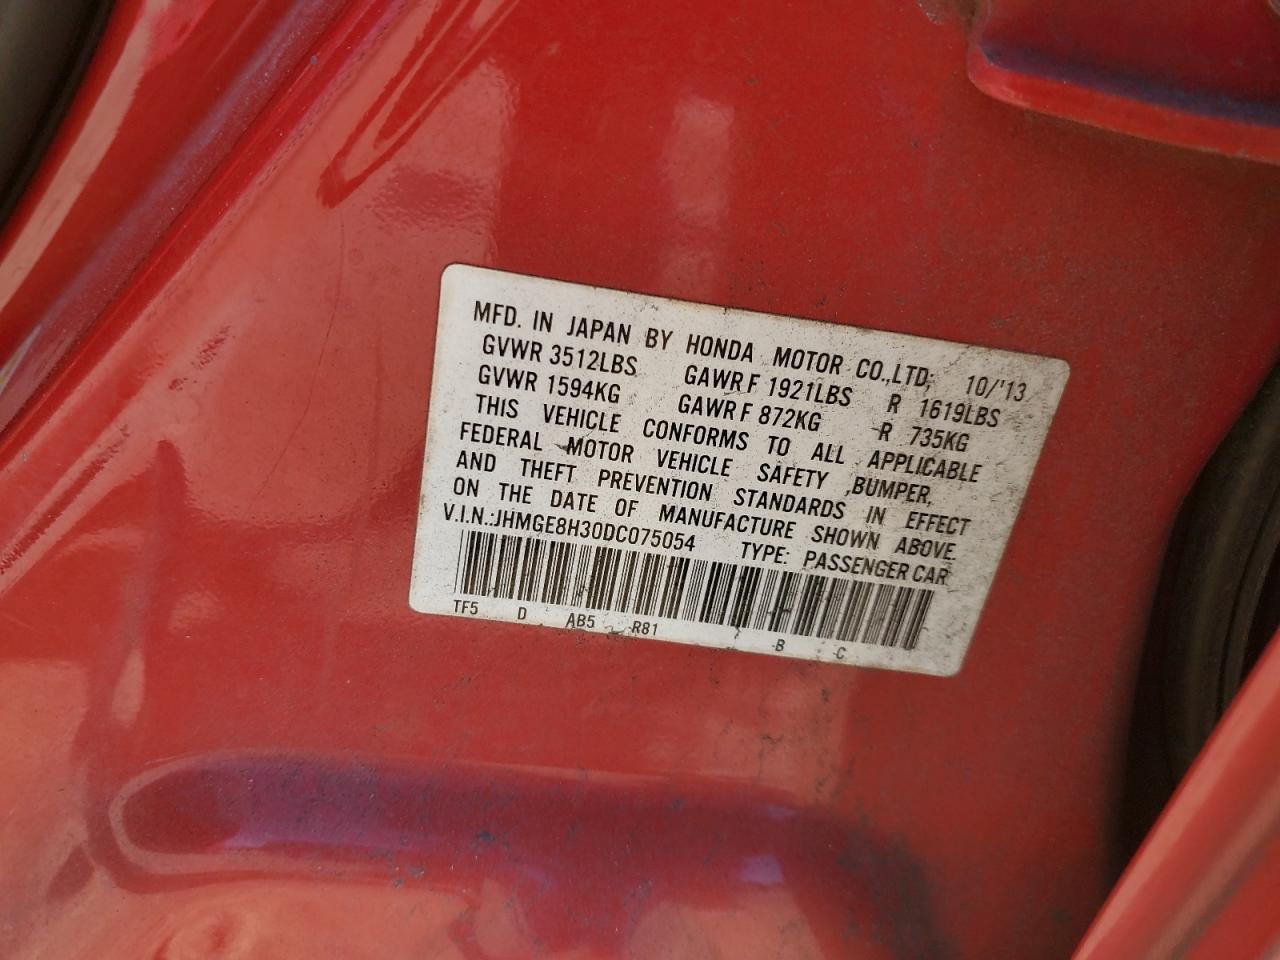 MFD. IN JAPAN BY HONDA MOTOR CO.,LTD; 10/'13
GVWR 3512LBS GAWR F 1921LBS R 1619LBS
GVWR 1594KG GAWR F 872KG R 735KG
THIS VEHICLE CONFORMS TO ALL APPLICABLE
FEDERAL MOTOR VEHICLE SAFETY ,BUMPER,
AND THEFT PREVENTION STANDARDS IN EFFECT
ON THE DATE OF MANUFACTURE SHOWN ABOVE.
V.I.N.:JHMGE8H30DC075054 TYPE: PASSENGER CAR
TF5 D AB5 R81 -B -C